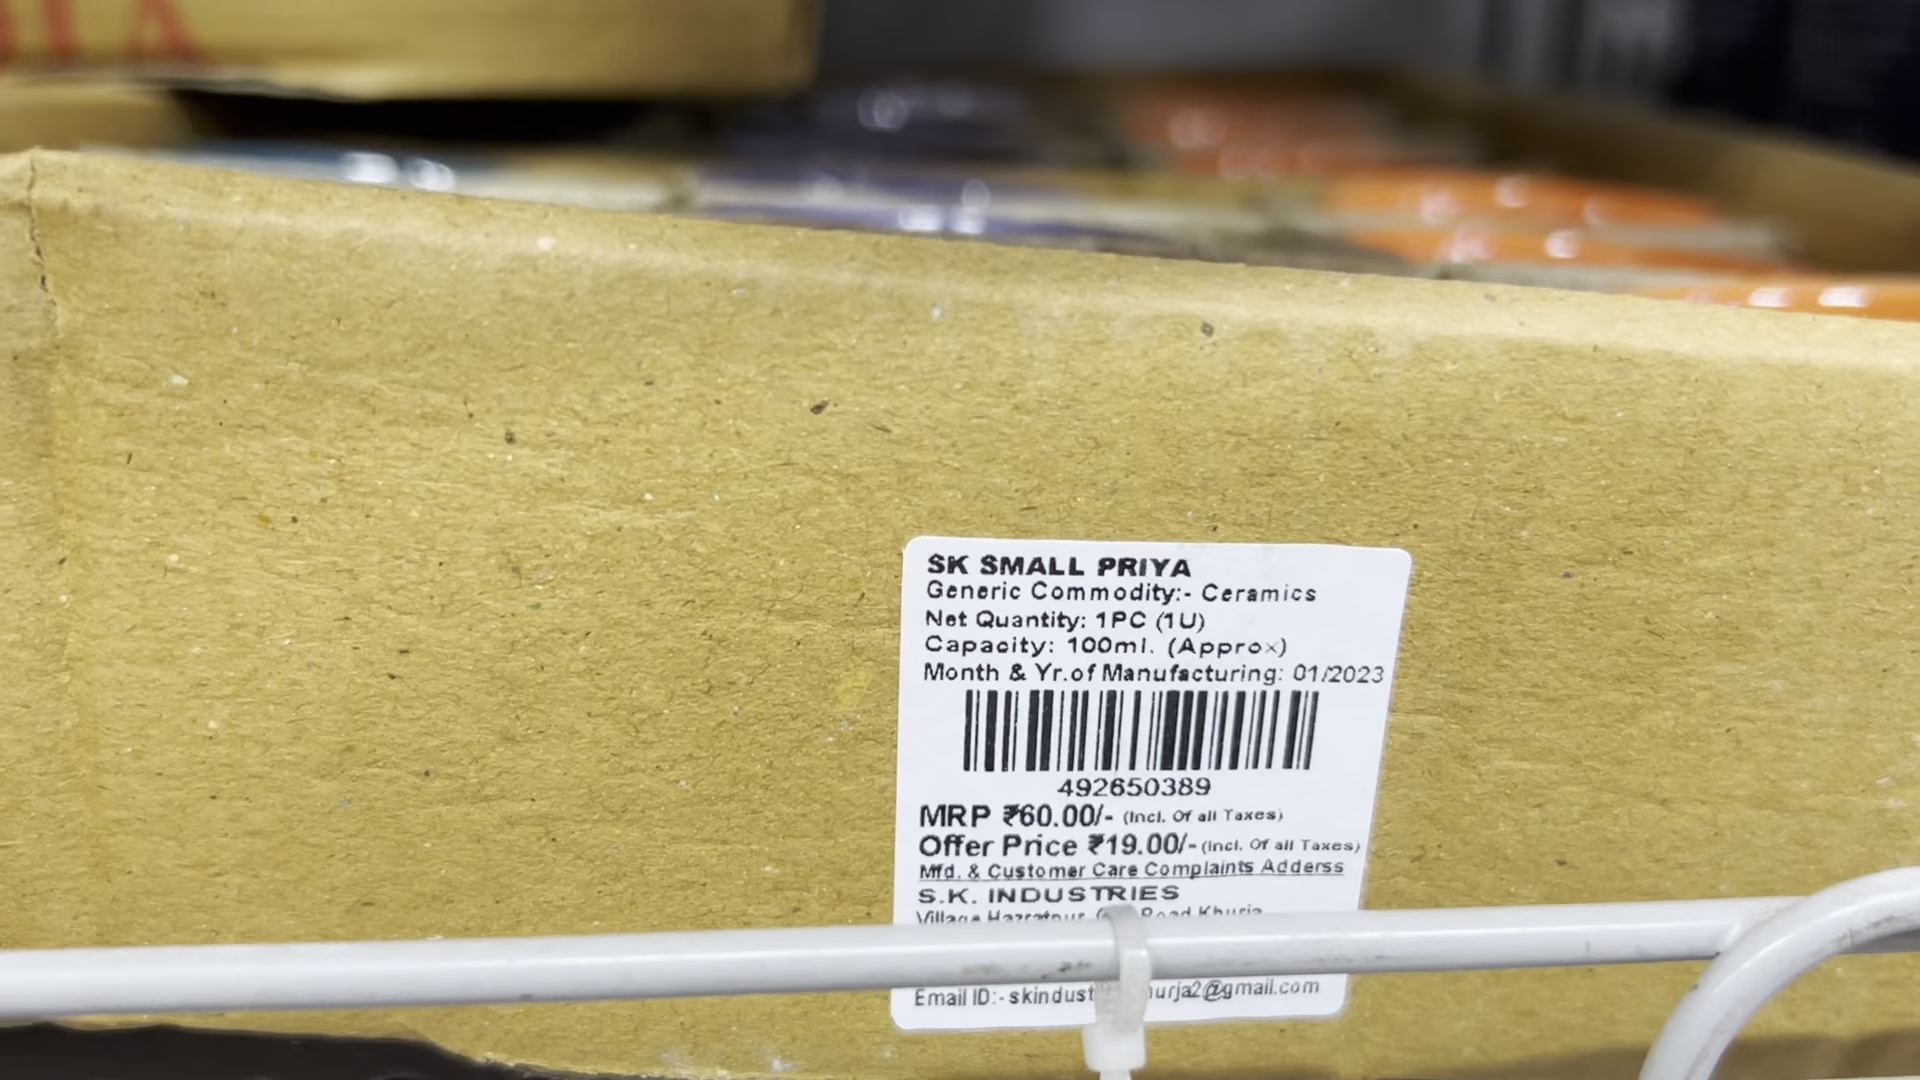 SK SMALL PRIYA
Generic Commodity:- Ceramics
Net Quantity: 1PC (1U)
Capacity: 100ml. (Approx)
Month & Yr.of Manufacturing: 01/2023
492650389
MRP ₹60.00/- (Incl. Of all Taxes)
Offer Price ₹19.00/- (Incl. Of all Taxes)
Mfd. & Customer Care Complaints Adderss
S.K. INDUSTRIES
Village Hazratpur, Road Khurja
Email ID:- @gmail.com